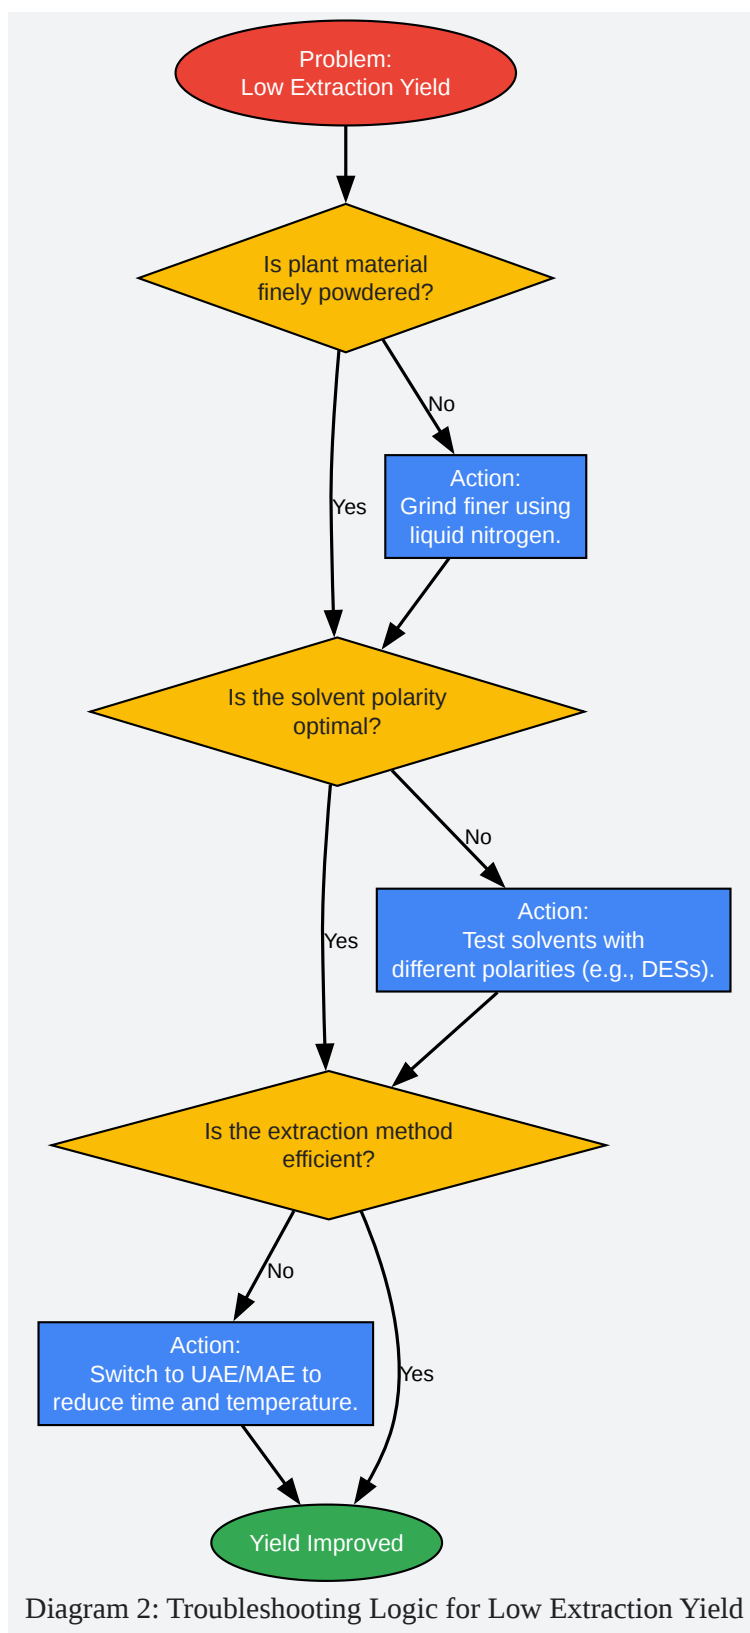 Problem:
Low Extraction Yield
Is plant material
finely powdered?
No
Action:
Grind finer using
liquid nitrogen.
Yes
Is the solvent polarity
optimal?
No
Action:
Test solvents with
different polarities (e.g., DESs).
Yes
Is the extraction method
efficient?
No
Action:
Switch to UAE/MAE to
reduce time and temperature.
Yes
Yield Improved
Diagram 2: Troubleshooting Logic for Low Extraction Yield